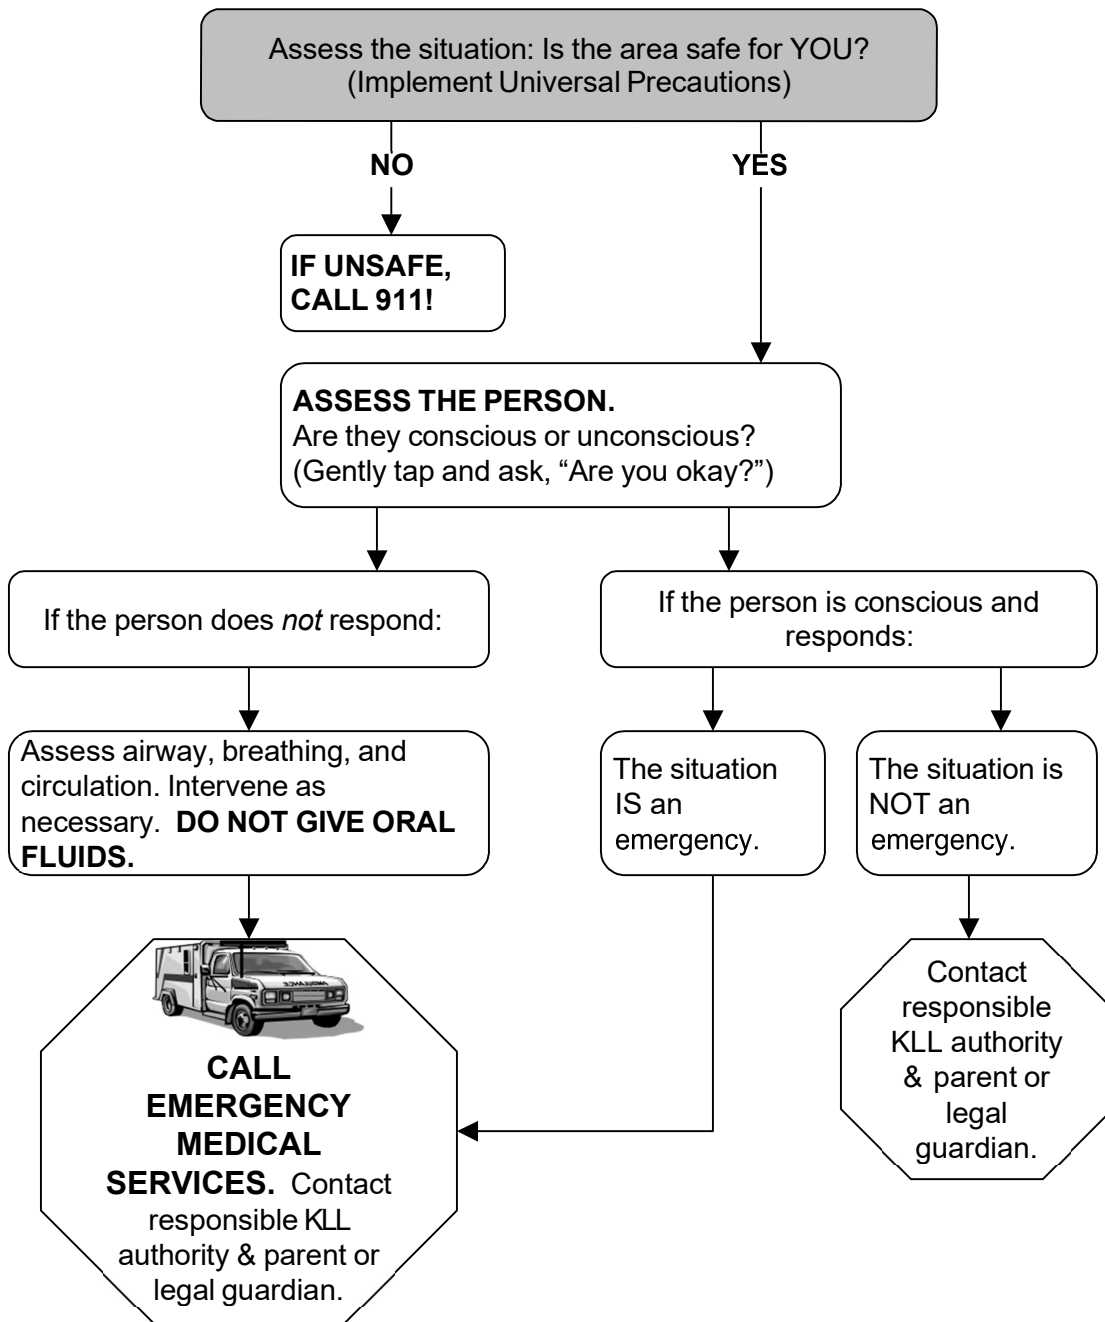 Assess the situation: Is the area safe for YOU?
(Implement Universal Precautions)
NO
YES
IF UNSAFE,
CALL 911!
ASSESS THE PERSON.
Are they conscious or unconscious?
(Gently tap and ask, “Are you okay?”)
If the person does not respond:
If the person is conscious and
responds:
Assess airway, breathing, and
circulation. Intervene as
necessary. DO NOT GIVE ORAL
FLUIDS.
The situation
IS an
emergency.
The situation is
NOT an
emergency.
AMBULANCE
CALL
EMERGENCY
MEDICAL
SERVICES. Contact
responsible KLL
authority & parent or
legal guardian.
Contact
responsible
KLL authority
& parent or
legal
guardian.